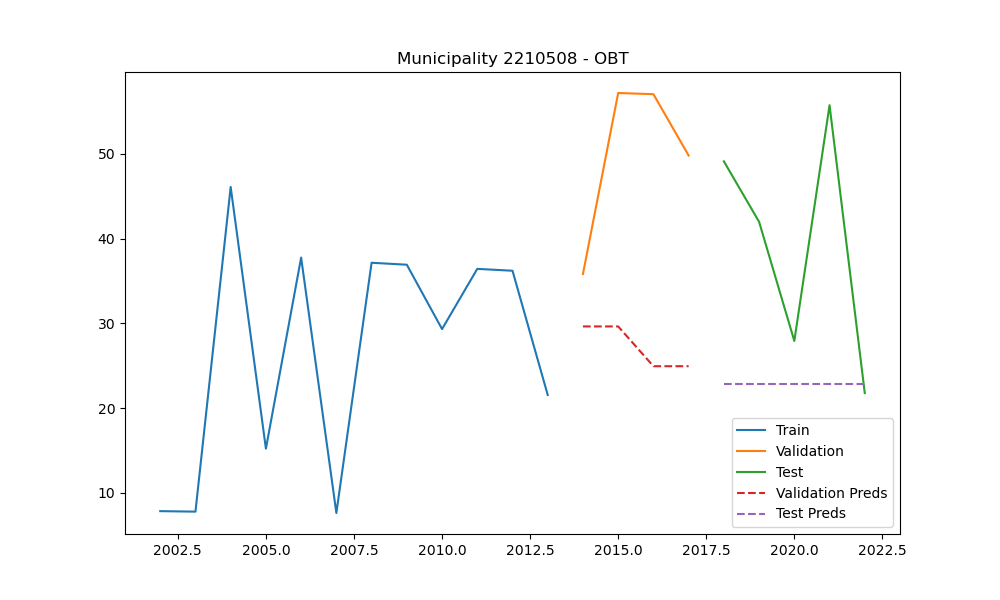 Municipality 2210508 - OBT
50
40
30
20
10
2002.5 2005.0 2007.5 2010.0 2012.5 2015.0 2017.5 2020.0 2022.5
Train
Validation
Test
Validation Preds
Test Preds